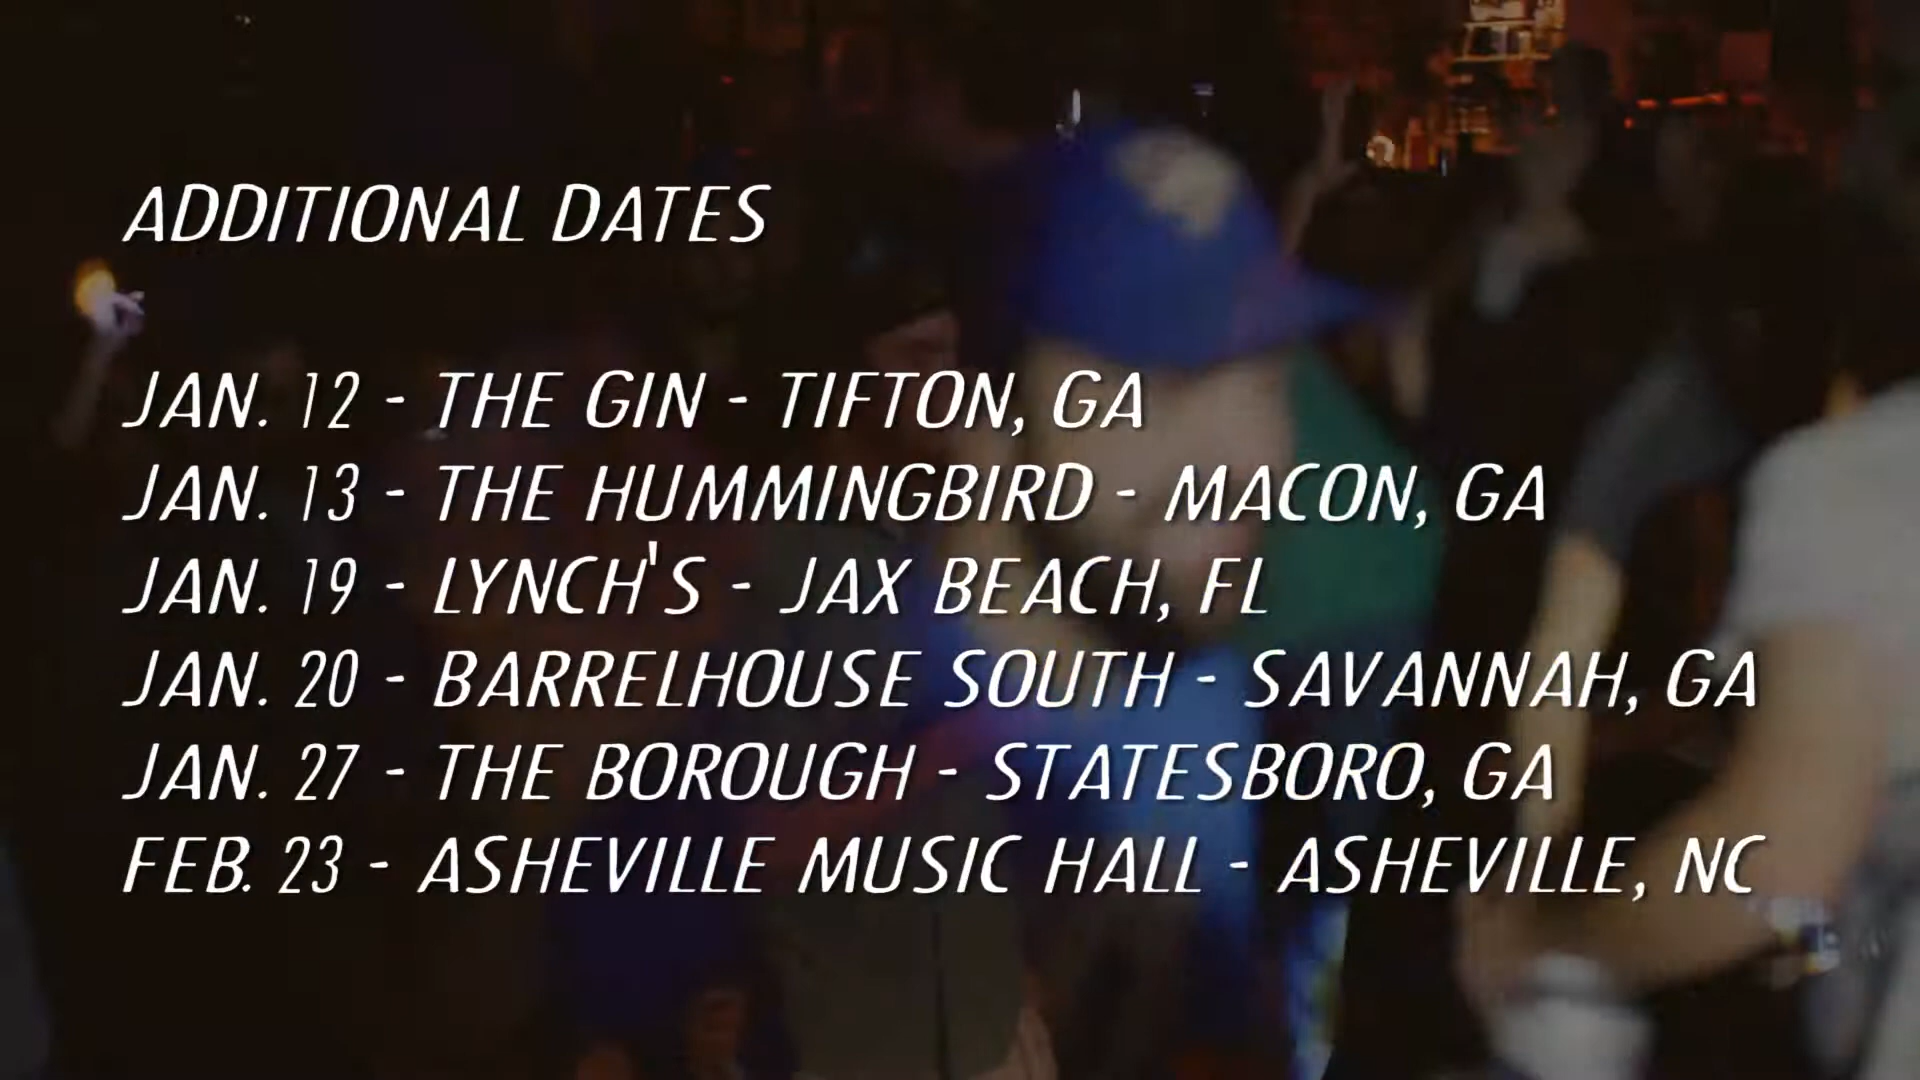 ADDITIONAL DATES
JAN. 12 - THE GIN - TIFTON, GA
JAN. 13 - THE HUMMINGBIRD - MACON, GA
JAN. 19 - LYNCH'S - JAX BEACH, FL
JAN. 20 - BARRELHOUSE SOUTH - SAVANNAH, GA
JAN. 27 - THE BOROUGH - STATESBORO, GA
FEB. 23 - ASHEVILLE MUSIC HALL - ASHEVILLE, NC